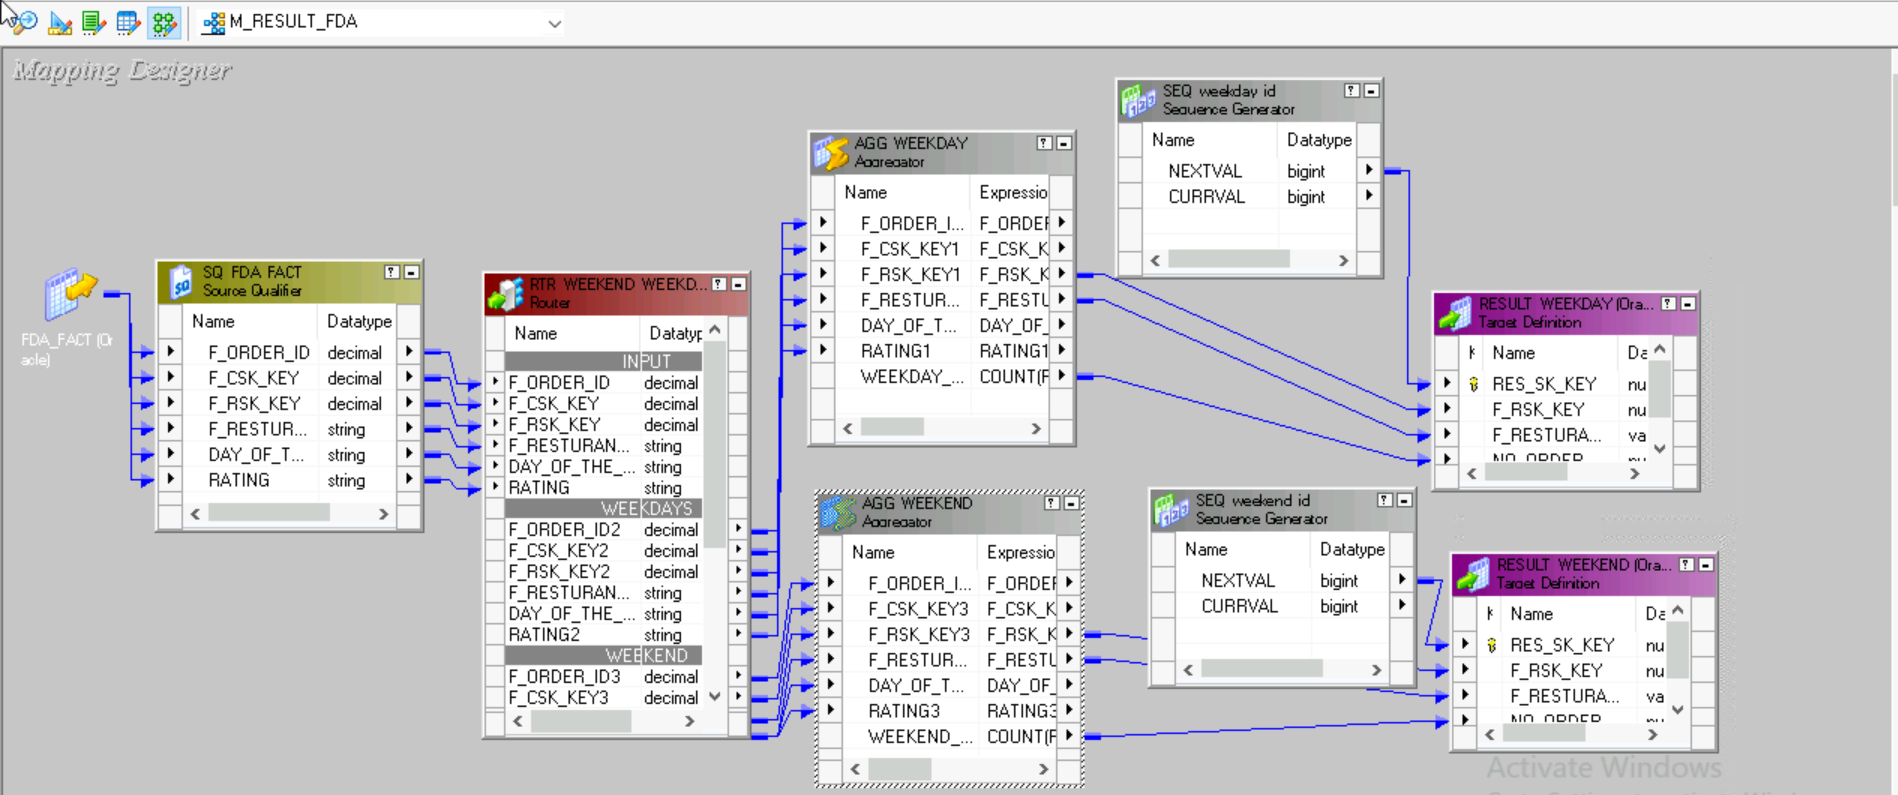 M_RESULT_FDA
Mapping Designer
FDA_FACT (Or
acle)
SQ_FDA_FACT
Source Qualifier
Name Datatype
F_ORDER_ID decimal
F_CSK_KEY decimal
F_RSK_KEY decimal
F_RESTUR... string
DAY_OF_T... string
RATING string
RTR_WEEKEND_WEEKD...
Router
Name Datatyp
INPUT
F_ORDER_ID decimal
F_CSK_KEY decimal
F_RSK_KEY decimal
F_RESTURAN... string
DAY_OF_THE_... string
RATING string
WEEKDAYS
F_ORDER_ID2 decimal
F_CSK_KEY2 decimal
F_RSK_KEY2 decimal
F_RESTURAN... string
DAY_OF_THE_... string
RATING2 string
WEEKEND
F_ORDER_ID3 decimal
F_CSK_KEY3 decimal
AGG_WEEKDAY
Aggregator
Name Expressio
F_ORDER_I... F_ORDER
F_CSK_KEY1 F_CSK_K
F_RSK_KEY1 F_RSK_K
F_RESTUR... F_RESTU
DAY_OF_T... DAY_OF_
RATING1 RATING1
WEEKDAY_... COUNT(F
SEQ_weekday_id
Sequence Generator
Name Datatype
NEXTVAL bigint
CURRVAL bigint
RESULT_WEEKDAY (Ora...
Target Definition
K Name Da
RES_SK_KEY nu
F_RSK_KEY nu
F_RESTURA... va
NO_ORDER nu
AGG_WEEKEND
Aggregator
Name Expressio
F_ORDER_I... F_ORDER
F_CSK_KEY3 F_CSK_K
F_RSK_KEY3 F_RSK_K
F_RESTUR... F_RESTU
DAY_OF_T... DAY_OF_
RATING3 RATING3
WEEKEND_... COUNT(F
SEQ_weekend_id
Sequence Generator
Name Datatype
NEXTVAL bigint
CURRVAL bigint
RESULT_WEEKEND (Ora...
Target Definition
K Name Da
RES_SK_KEY nu
F_RSK_KEY nu
F_RESTURA... va
NO_ORDER nu
Activate Windows